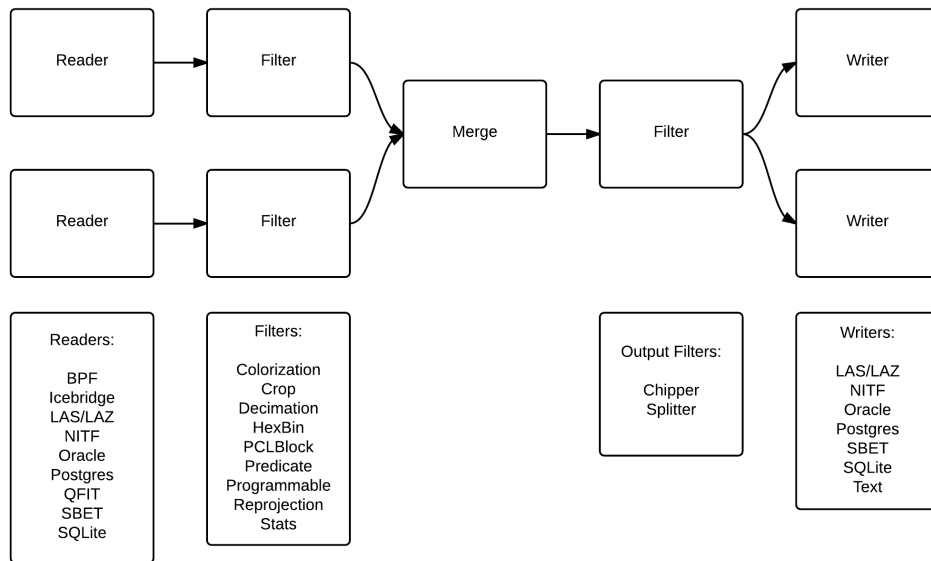 Reader
Filter
Writer
Merge
Filter
Reader
Filter
Writer
Readers:
BPF
Icebridge
LAS/LAZ
NITF
Oracle
Postgres
QFIT
SBET
SQLite
Filters:
Colorization
Crop
Decimation
HexBin
PCLBlock
Predicate
Programmable
Reprojection
Stats
Output Filters:
Chipper
Splitter
Writers:
LAS/LAZ
NITF
Oracle
Postgres
SBET
SQLite
Text